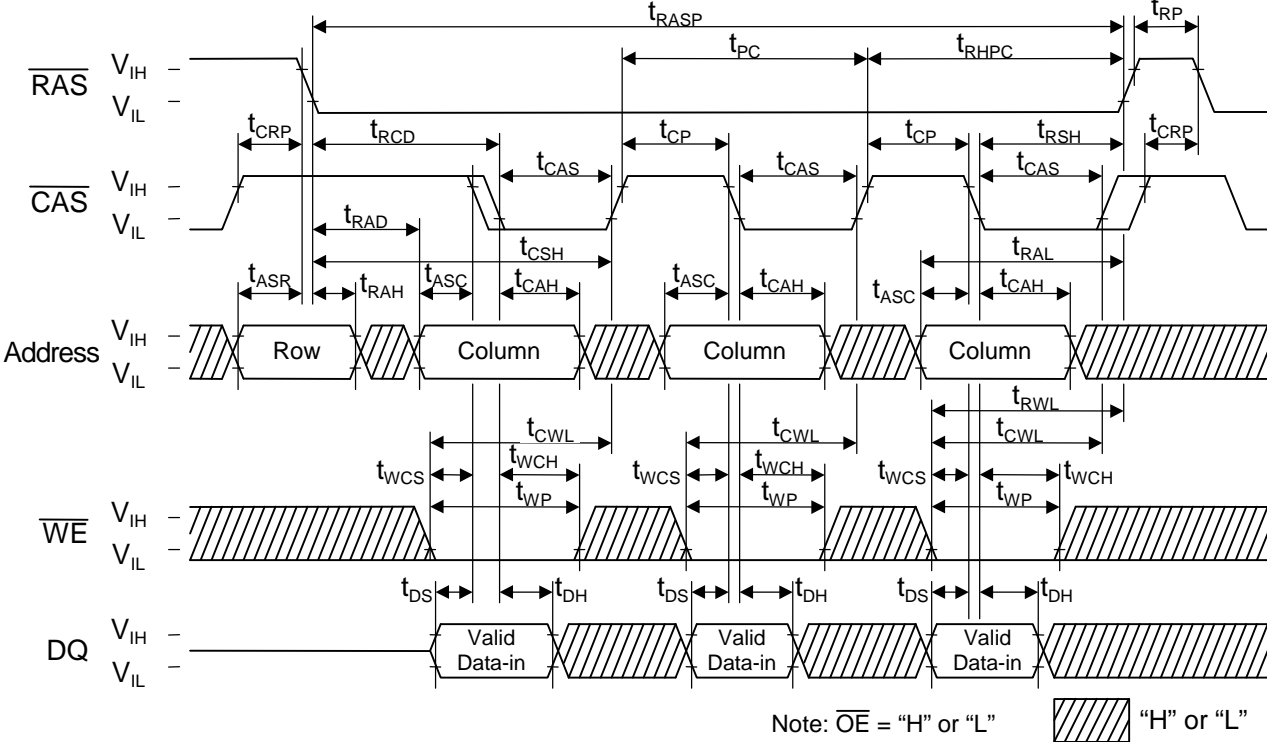 tRASP tRP
tPC tRHPC
RAS VIH
VIL
tCRP tRCD tCP tCP tRSH tCRP
tCAS tCAS tCAS
CAS VIH
VIL
tRAD
tCSH tRAL
tASR tRAH tASC tCAH tASC tCAH tASC tCAH
Address VIH
VIL
Row Column Column Column
tRWL
tCWL tCWL tCWL
tWCS tWCH tWCS tWCH tWCS tWCH
tWP tWP tWP
WE VIH
VIL
tDS tDH tDS tDH tDS tDH
DQ VIH
VIL
Valid Data-in Valid Data-in Valid Data-in
Note: OE = “H” or “L” “H” or “L”